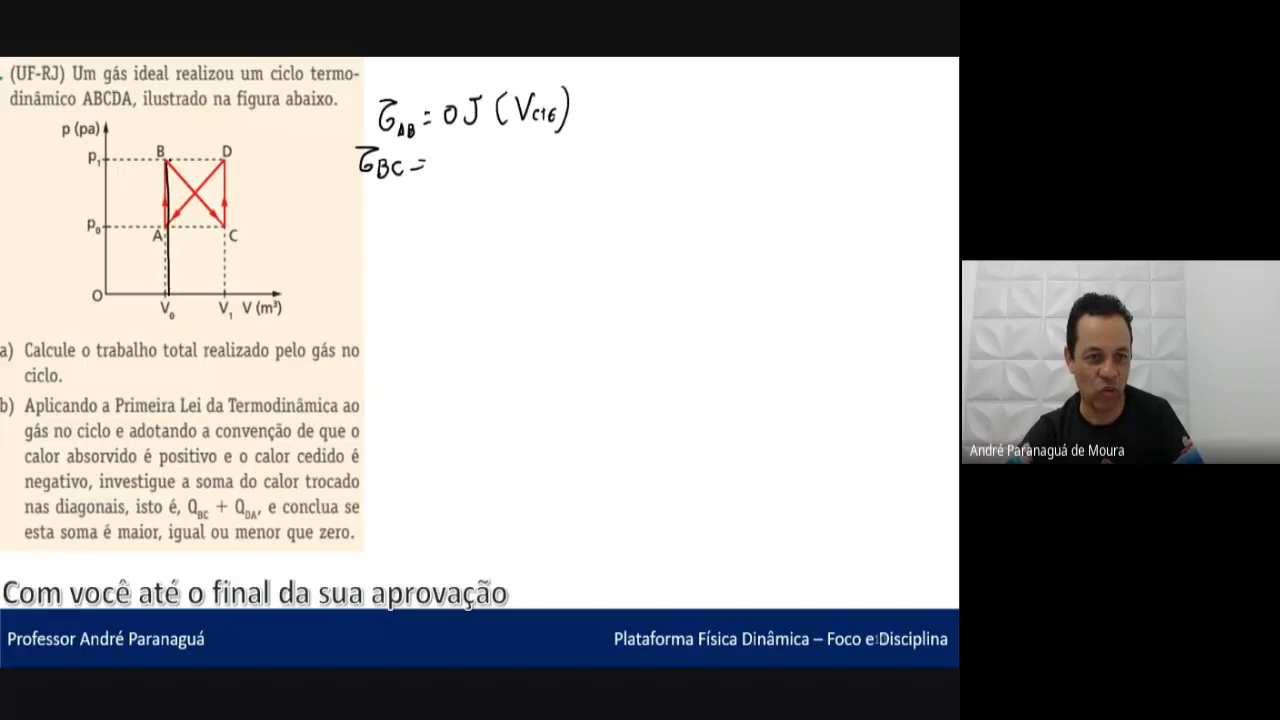 . (UF-RJ) Um gás ideal realizou um ciclo termo-
dinâmico ABCDA, ilustrado na figura abaixo.
p (pa)
P₁ B D
P₀ A C
O
V₀ V₁ V (m³)
a) Calcule o trabalho total realizado pelo gás no
ciclo.
b) Aplicando a Primeira Lei da Termodinâmica ao
gás no ciclo e adotando a convenção de que o
calor absorvido é positivo e o calor cedido é
negativo, investigue a soma do calor trocado
nas diagonais, isto é, Q_BC + Q_DA, e conclua se
esta soma é maior, igual ou menor que zero.
τ_AB = 0 J (Vcte)
τ_BC =
André Paranaguá de Moura
Com você até o final da sua aprovação
Professor André Paranaguá
Plataforma Física Dinâmica – Foco e Disciplina